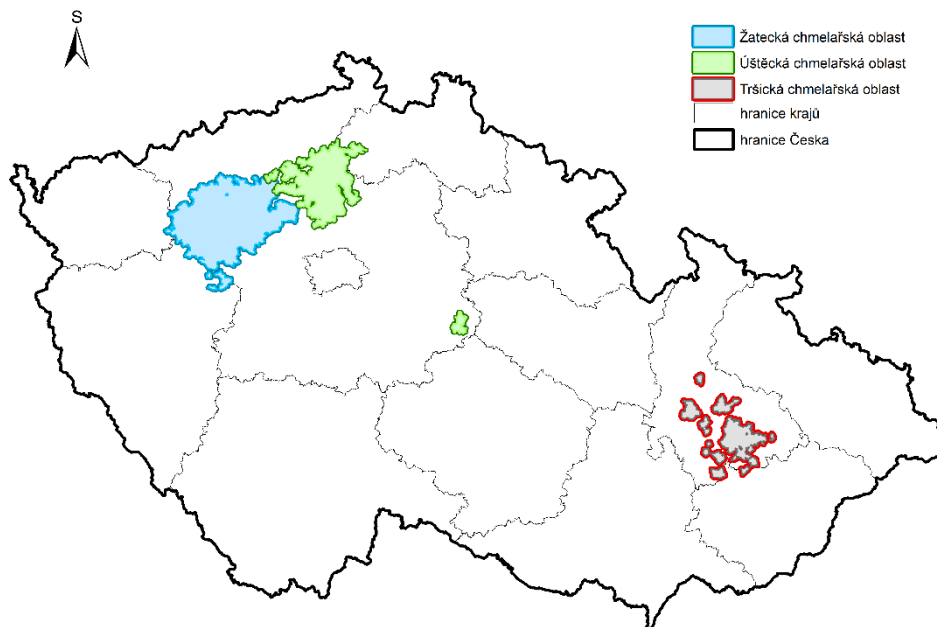 S
Žatecká chmelařská oblast
Úštěcká chmelařská oblast
Tršická chmelařská oblast
hranice krajů
hranice Česka